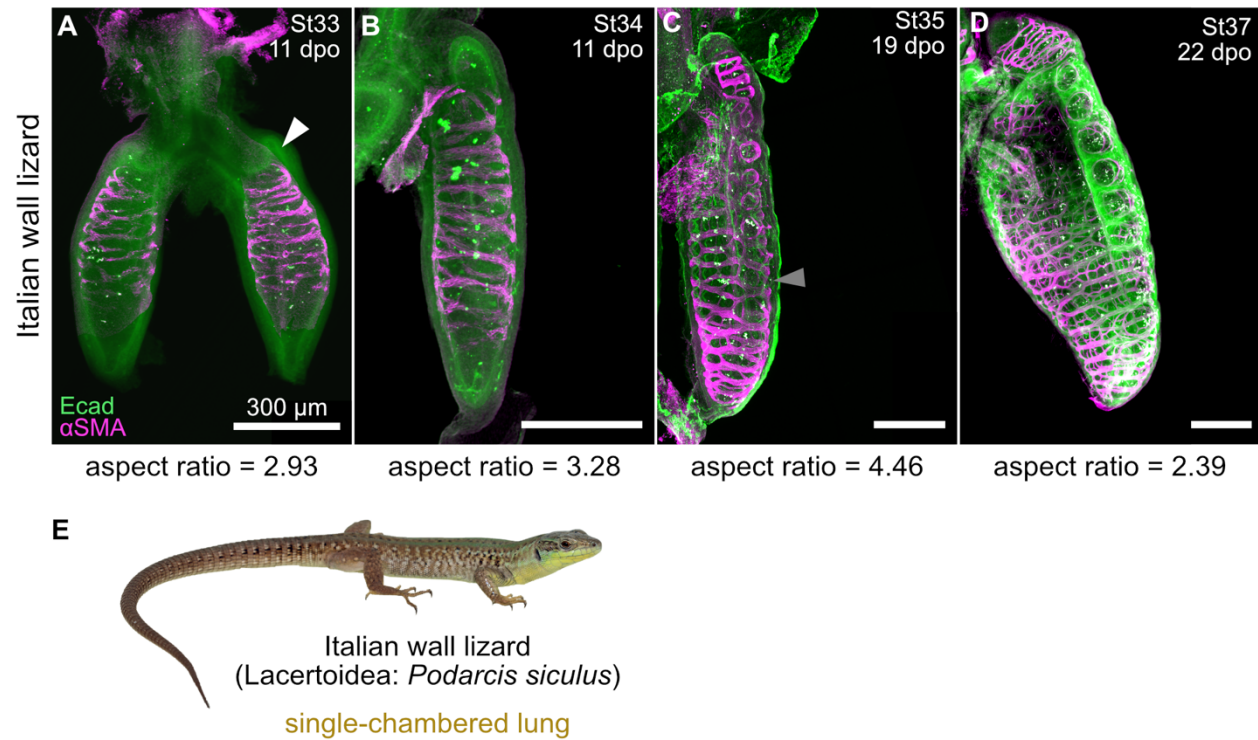 Italian wall lizard
A
St33
11 dpo
Ecad
αSMA
300 µm
aspect ratio = 2.93
B
St34
11 dpo
aspect ratio = 3.28
C
St35
19 dpo
aspect ratio = 4.46
D
St37
22 dpo
aspect ratio = 2.39
E
Italian wall lizard
(Lacertoidea: Podarcis siculus)
single-chambered lung